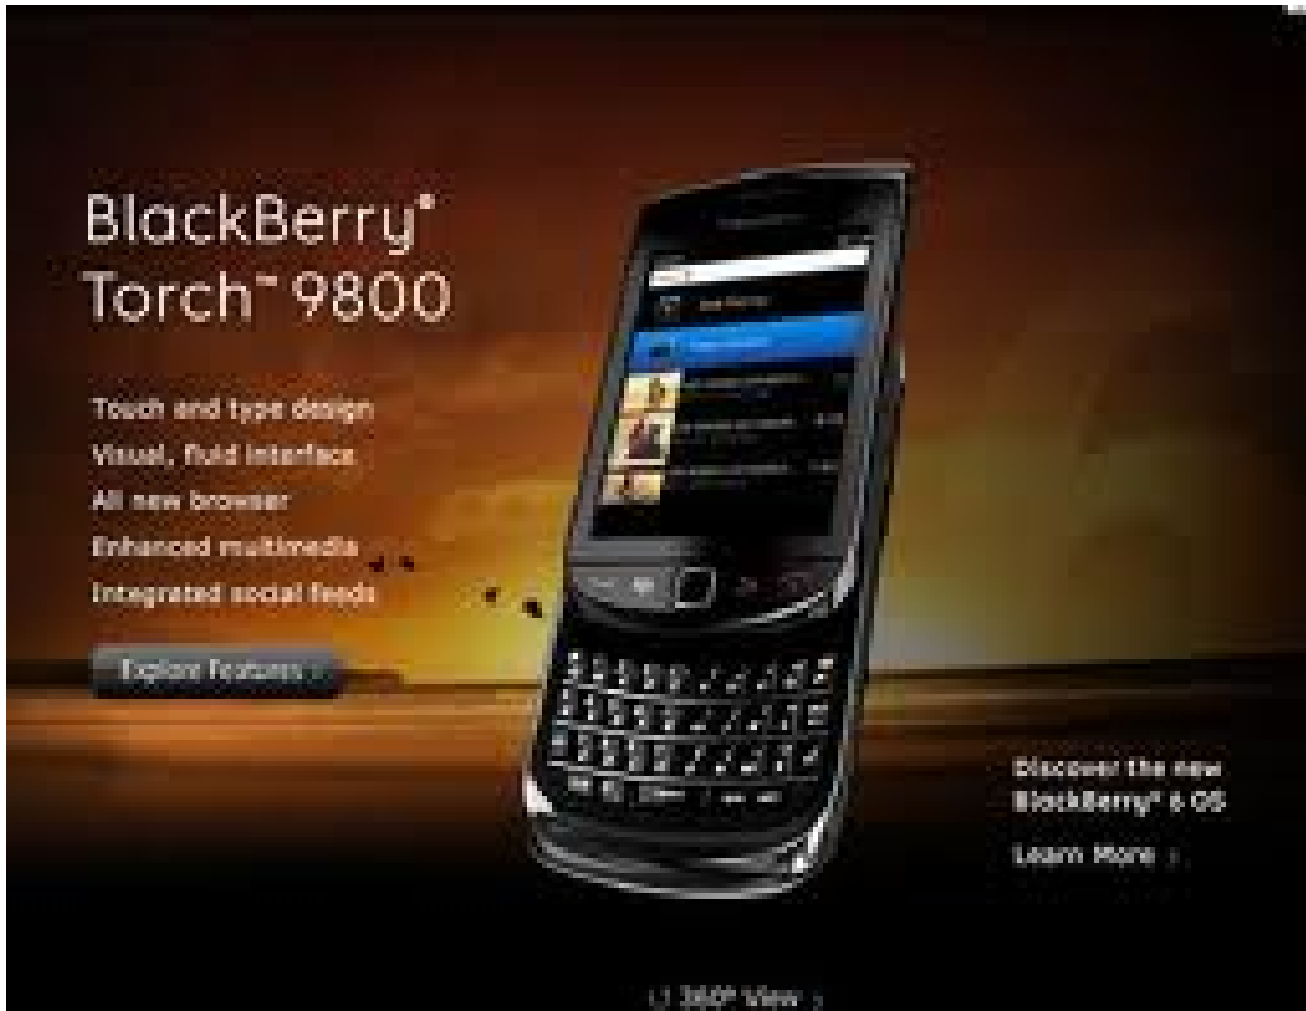 BlackBerry®
Torch™ 9800
Touch and type design
Visual, fluid interface
All new browser
Enhanced multimedia
Integrated social feeds
Explore Features ›
Discover the new
BlackBerry® 6 OS
Learn More ›
360° View ›